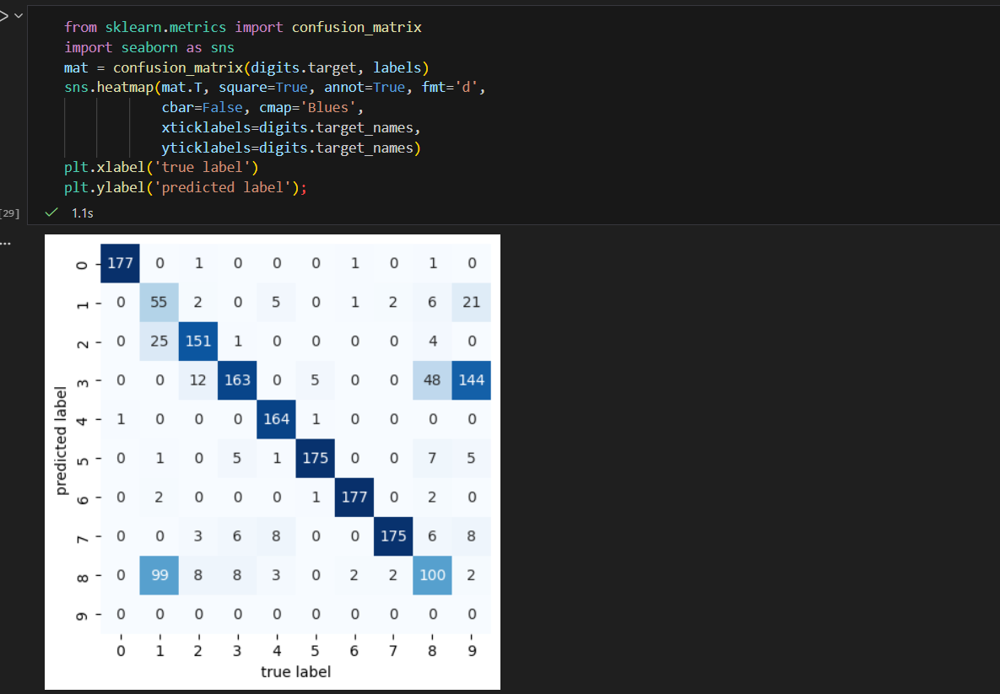 from sklearn.metrics import confusion_matrix
import seaborn as sns
mat = confusion_matrix(digits.target, labels)
sns.heatmap(mat.T, square=True, annot=True, fmt='d',
cbar=False, cmap='Blues',
xticklabels=digits.target_names,
yticklabels=digits.target_names)
plt.xlabel('true label')
plt.ylabel('predicted label');
[29]
1.1s
...
predicted label
0 177 0 1 0 0 0 1 0 1 0
1 0 55 2 0 5 0 1 2 6 21
2 0 25 151 1 0 0 0 0 4 0
3 0 0 12 163 0 5 0 0 48 144
4 1 0 0 0 164 1 0 0 0 0
5 0 1 0 5 1 175 0 0 7 5
6 0 2 0 0 0 1 177 0 2 0
7 0 0 3 6 8 0 0 175 6 8
8 0 99 8 8 3 0 2 2 100 2
9 0 0 0 0 0 0 0 0 0 0
0 1 2 3 4 5 6 7 8 9
true label